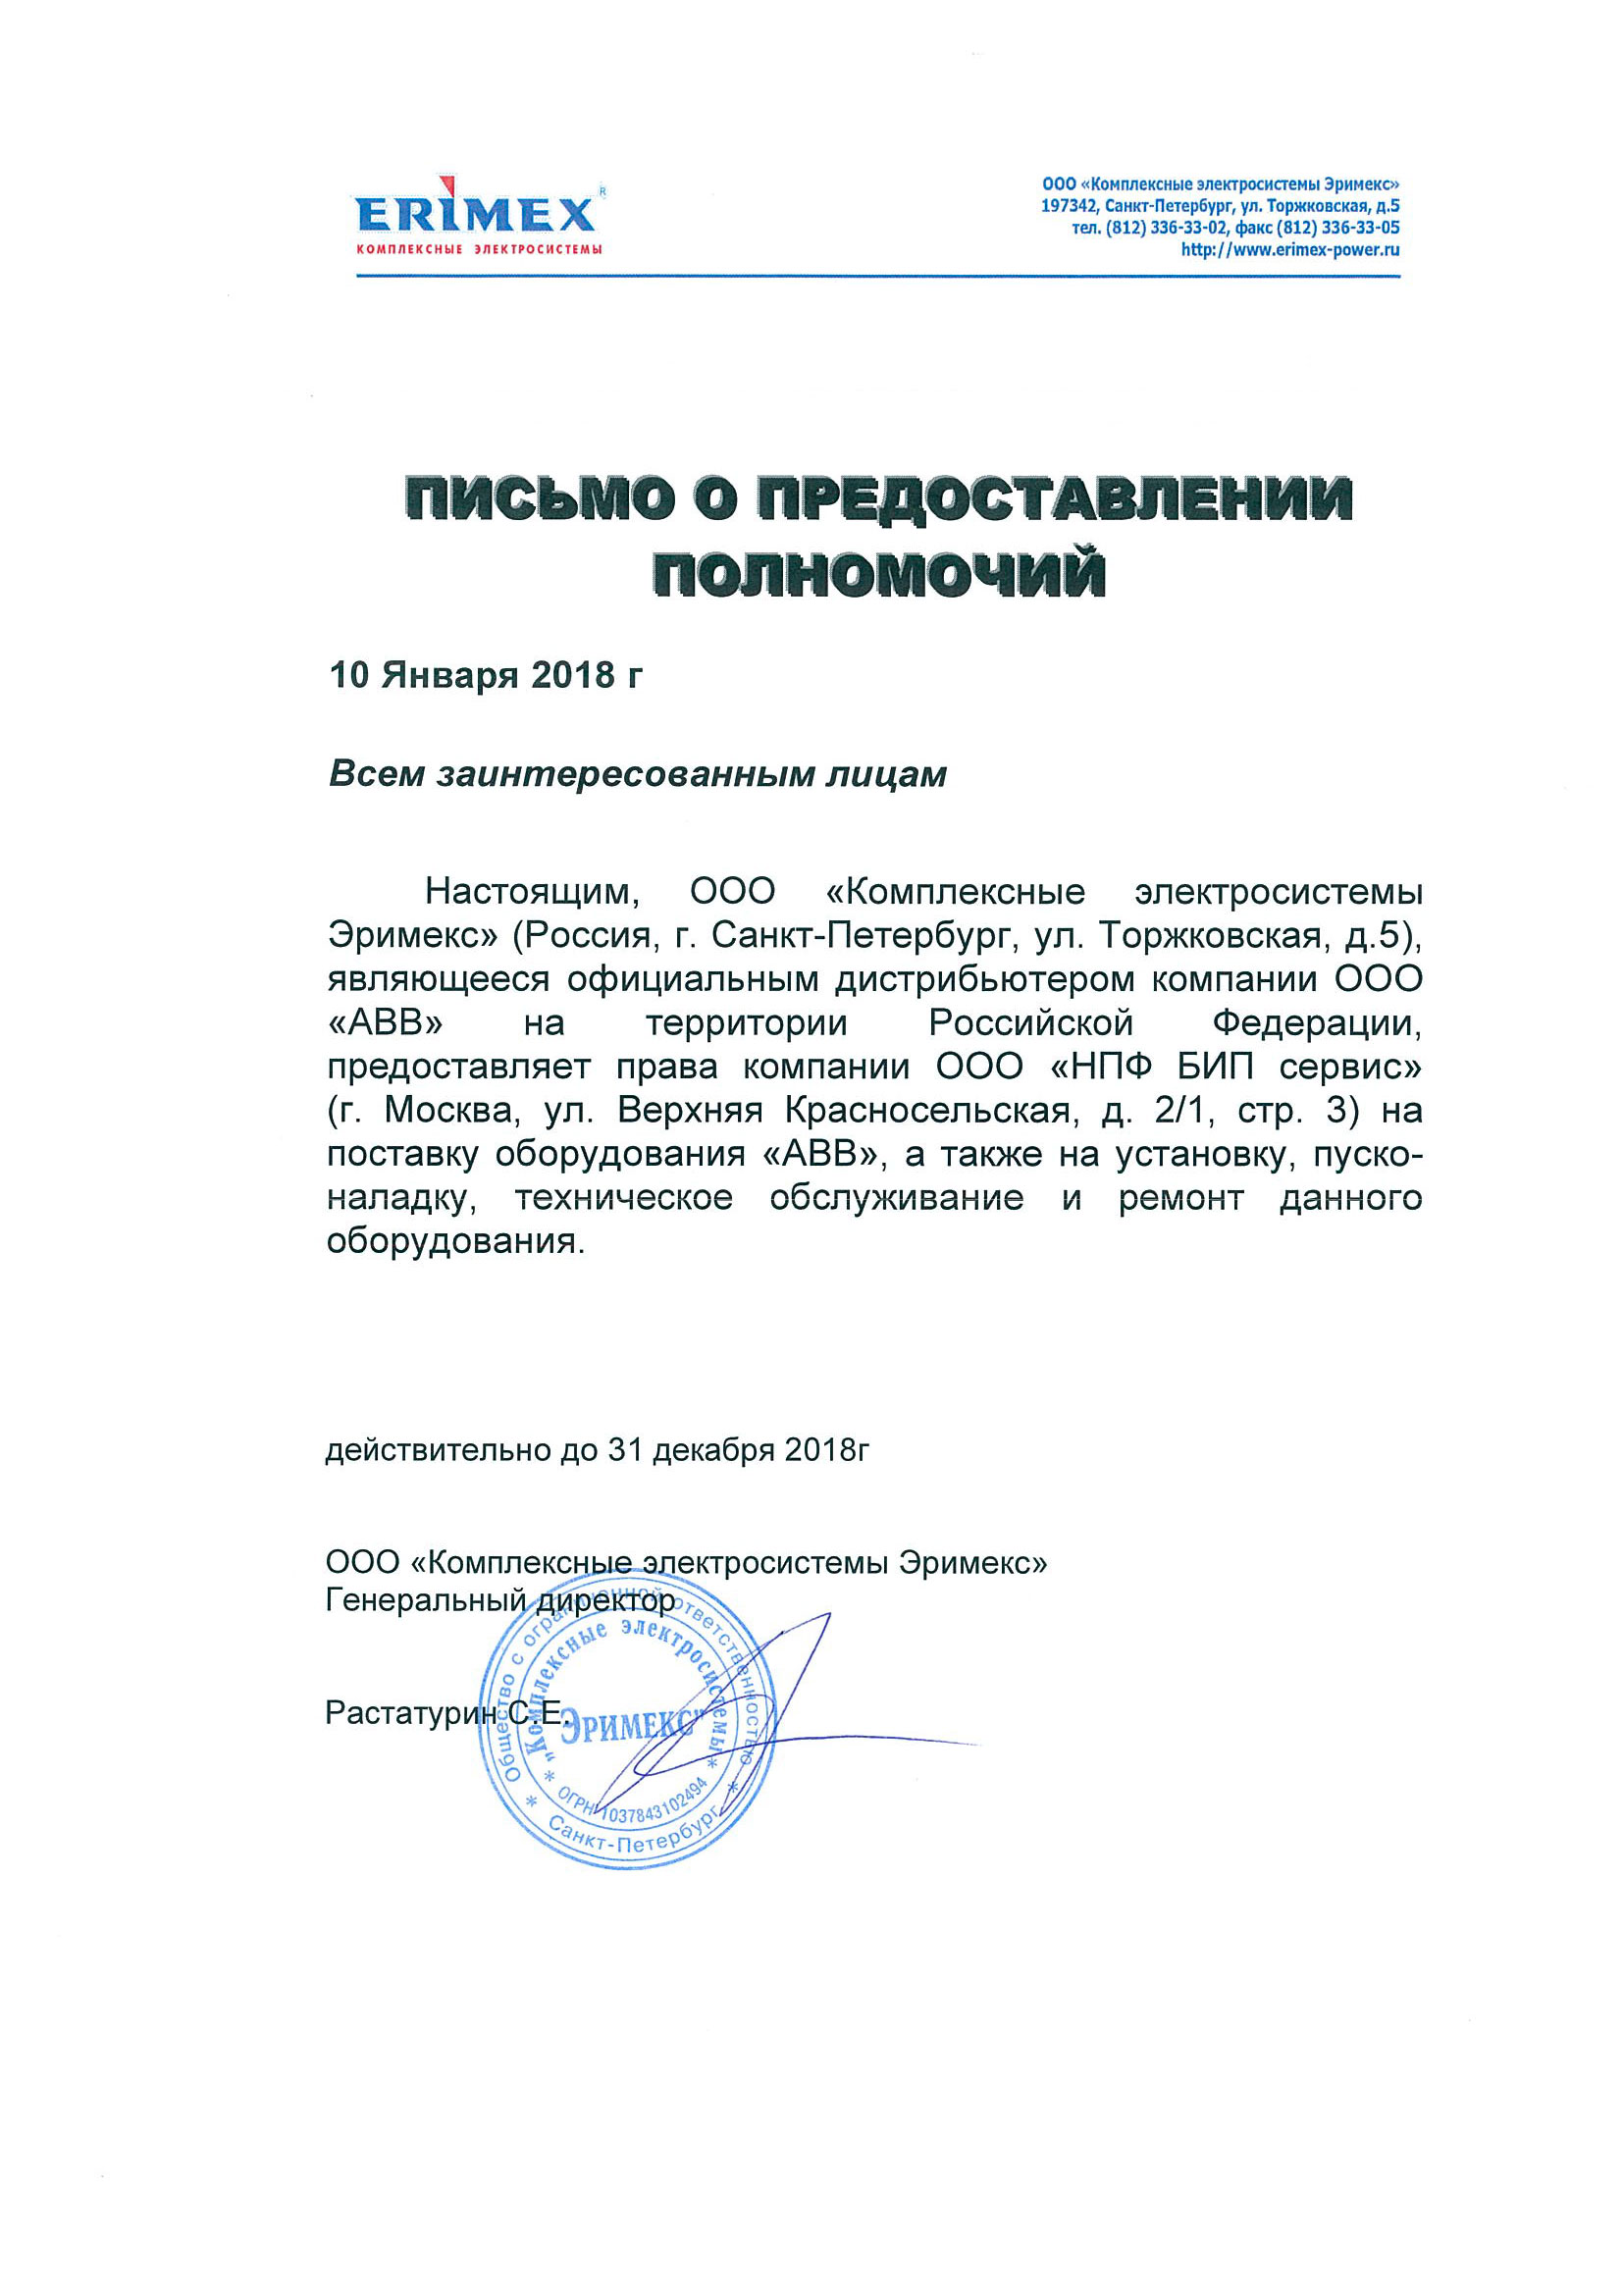 ERIMEX®
КОМПЛЕКСНЫЕ ЭЛЕКТРОСИСТЕМЫ
ООО «Комплексные электросистемы Эримекс»
197342, Санкт-Петербург, ул. Торжковская, д.5
тел. (812) 336-33-02, факс (812) 336-33-05
http://www.erimex-power.ru
ПИСЬМО О ПРЕДОСТАВЛЕНИИ
ПОЛНОМОЧИЙ
10 Января 2018 г
Всем заинтересованным лицам
Настоящим, ООО «Комплексные электросистемы
Эримекс» (Россия, г. Санкт-Петербург, ул. Торжковская, д.5),
являющееся официальным дистрибьютером компании ООО
«АВВ» на территории Российской Федерации,
предоставляет права компании ООО «НПФ БИП сервис»
(г. Москва, ул. Верхняя Красносельская, д. 2/1, стр. 3) на
поставку оборудования «АВВ», а также на установку, пуско-
наладку, техническое обслуживание и ремонт данного
оборудования.
действительно до 31 декабря 2018г
ООО «Комплексные электросистемы Эримекс»
Генеральный директор
Растатурин С.Е.
Общество с ограниченной ответственностью
"Комплексные электросистемы
ЭРИМЕКС"
* ОГРН 1037843102494 *
* Санкт-Петербург *